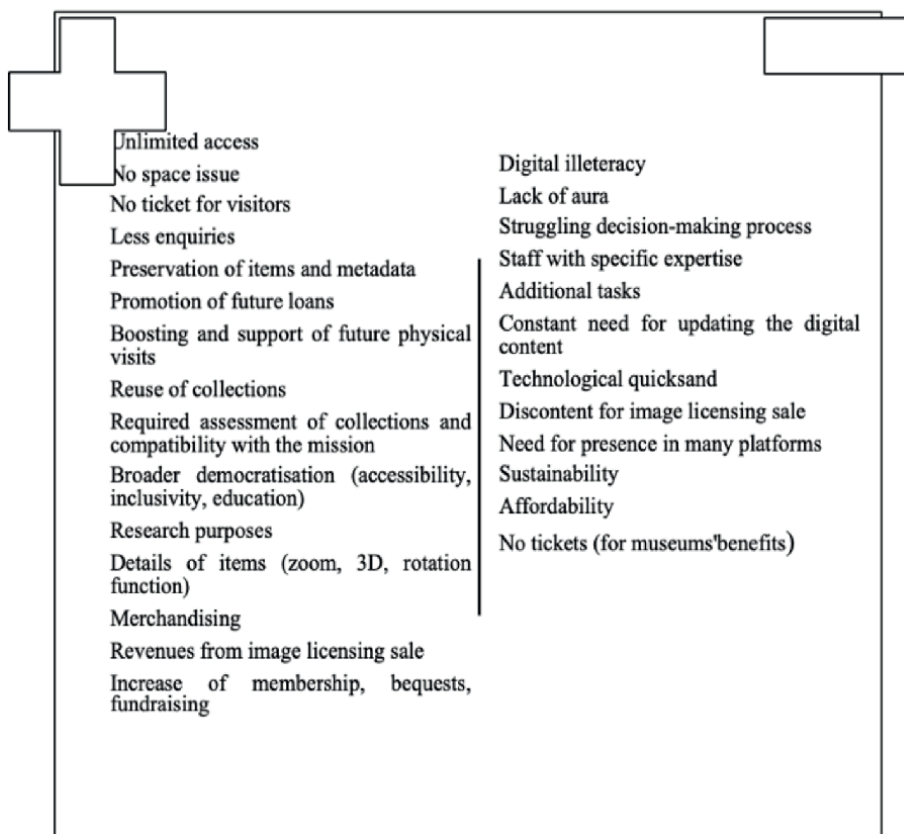 Unlimited access
No space issue
No ticket for visitors
Less enquiries
Preservation of items and metadata
Promotion of future loans
Boosting and support of future physical
visits
Reuse of collections
Required assessment of collections and
compatibility with the mission
Broader democratisation (accessibility,
inclusivity, education)
Research purposes
Details of items (zoom, 3D, rotation
function)
Merchandising
Revenues from image licensing sale
Increase of membership, bequests,
fundraising
Digital illeteracy
Lack of aura
Struggling decision-making process
Staff with specific expertise
Additional tasks
Constant need for updating the digital
content
Technological quicksand
Discontent for image licensing sale
Need for presence in many platforms
Sustainability
Affordability
No tickets (for museums'benefits)